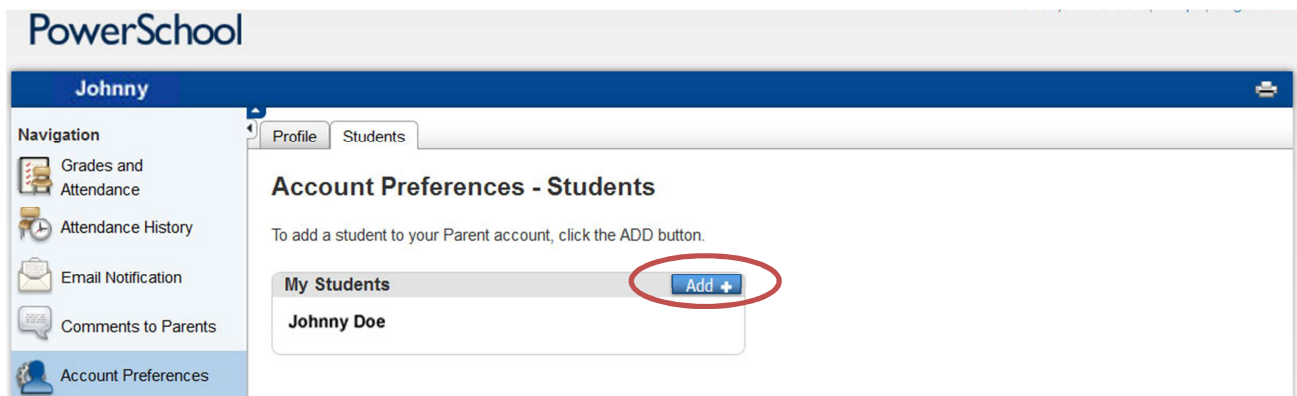 PowerSchool
Johnny
Navigation
Grades and
Attendance
Attendance History
Email Notification
Comments to Parents
Account Preferences
Profile
Students
Account Preferences - Students
To add a student to your Parent account, click the ADD button.
My Students
Add +
Johnny Doe